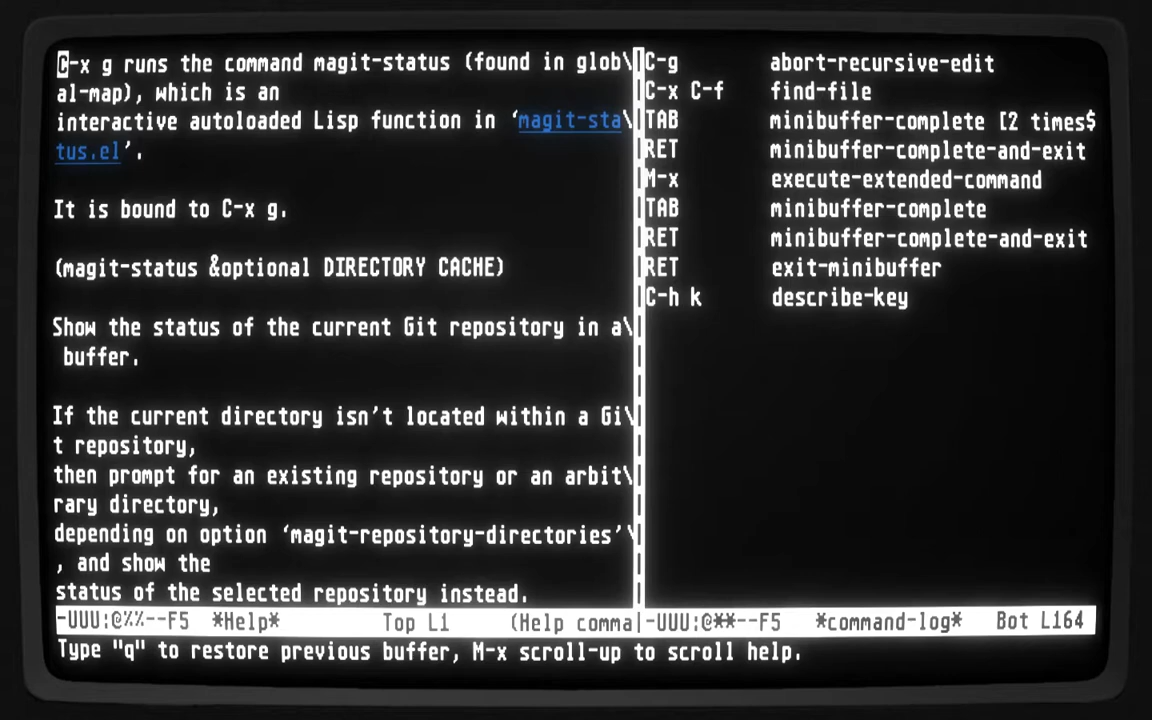 C-x g runs the command magit-status (found in glob\
al-map), which is an
interactive autoloaded Lisp function in ‘magit-sta\
tus.el’.
It is bound to C-x g.
(magit-status &optional DIRECTORY CACHE)
Show the status of the current Git repository in a\
 buffer.
If the current directory isn’t located within a Gi\
t repository,
then prompt for an existing repository or an arbit\
rary directory,
depending on option ‘magit-repository-directories’\
, and show the
status of the selected repository instead.
-UUU:@%%--F5  *Help*         Top L1     (Help comma
C-g        abort-recursive-edit
C-x C-f    find-file
TAB        minibuffer-complete [2 times$
RET        minibuffer-complete-and-exit
M-x        execute-extended-command
TAB        minibuffer-complete
RET        minibuffer-complete-and-exit
RET        exit-minibuffer
C-h k      describe-key
-UUU:@**--F5   *command-log*   Bot L164
Type "q" to restore previous buffer, M-x scroll-up to scroll help.